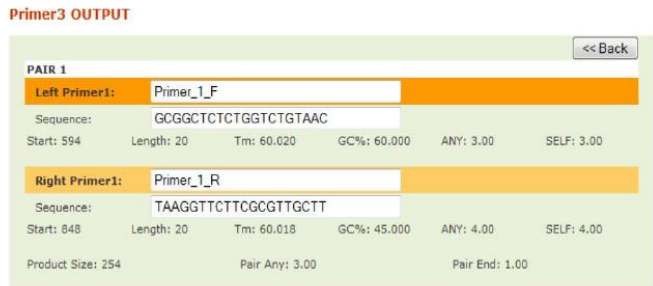 Primer3 OUTPUT
<< Back
PAIR 1
Left Primer1: Primer_1_F
Sequence: GCGGCTCTCTGGTCTGTAAC
Start: 594 Length: 20 Tm: 60.020 GC%: 60.000 ANY: 3.00 SELF: 3.00
Right Primer1: Primer_1_R
Sequence: TAAGGTTCTTCGCGTTGCTT
Start: 848 Length: 20 Tm: 60.018 GC%: 45.000 ANY: 4.00 SELF: 4.00
Product Size: 254 Pair Any: 3.00 Pair End: 1.00